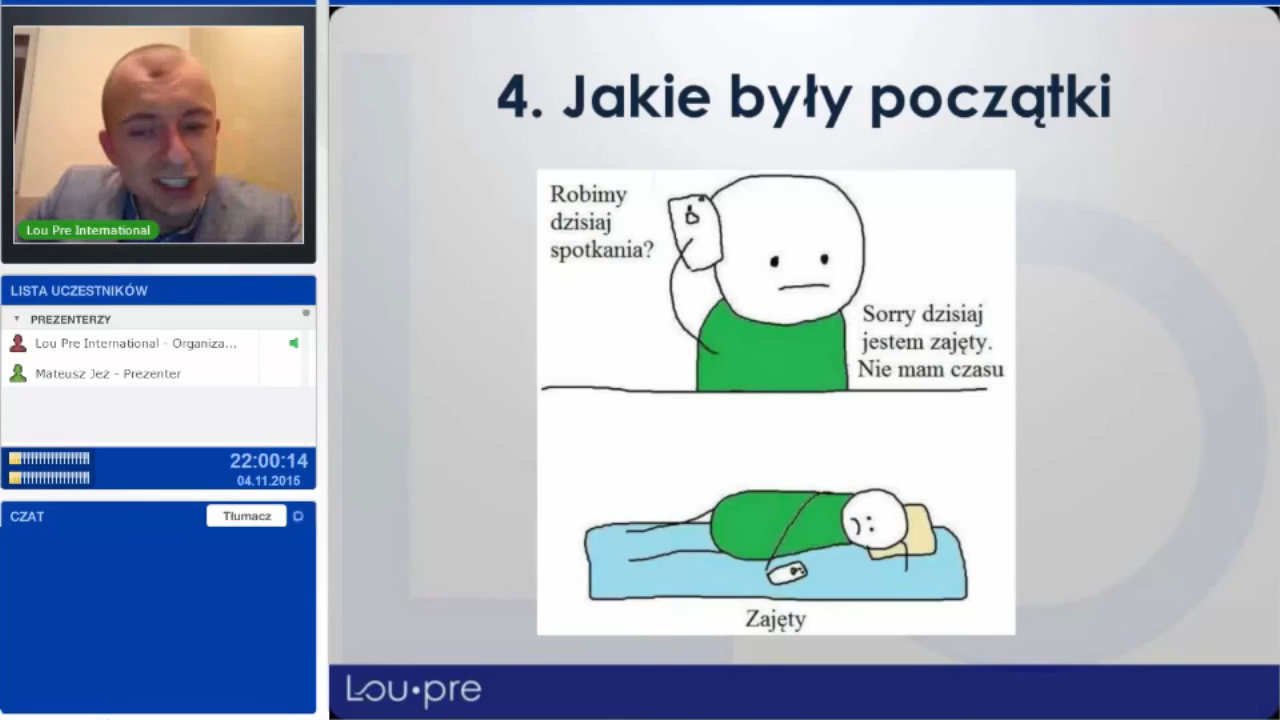 Lou Pre International
LISTA UCZESTNIKÓW
PREZENTERZY
Lou Pre International - Organiza...
Mateusz Jeż - Prezenter
22:00:14
04.11.2015
CZAT
Tłumacz
4. Jakie były początki
Robimy
dzisiaj
spotkania?
Sorry dzisiaj
jestem zajęty.
Nie mam czasu
Zajęty
Lou•pre